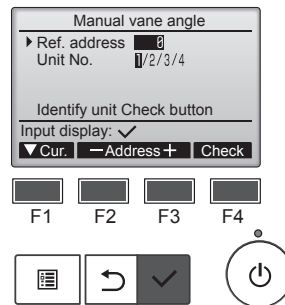 Manual vane angle
Ref. address 0
Unit No. 1/2/3/4
Identify unit Check button
Input display: ✓
▼Cur. －Address＋ Check
F1 F2 F3 F4